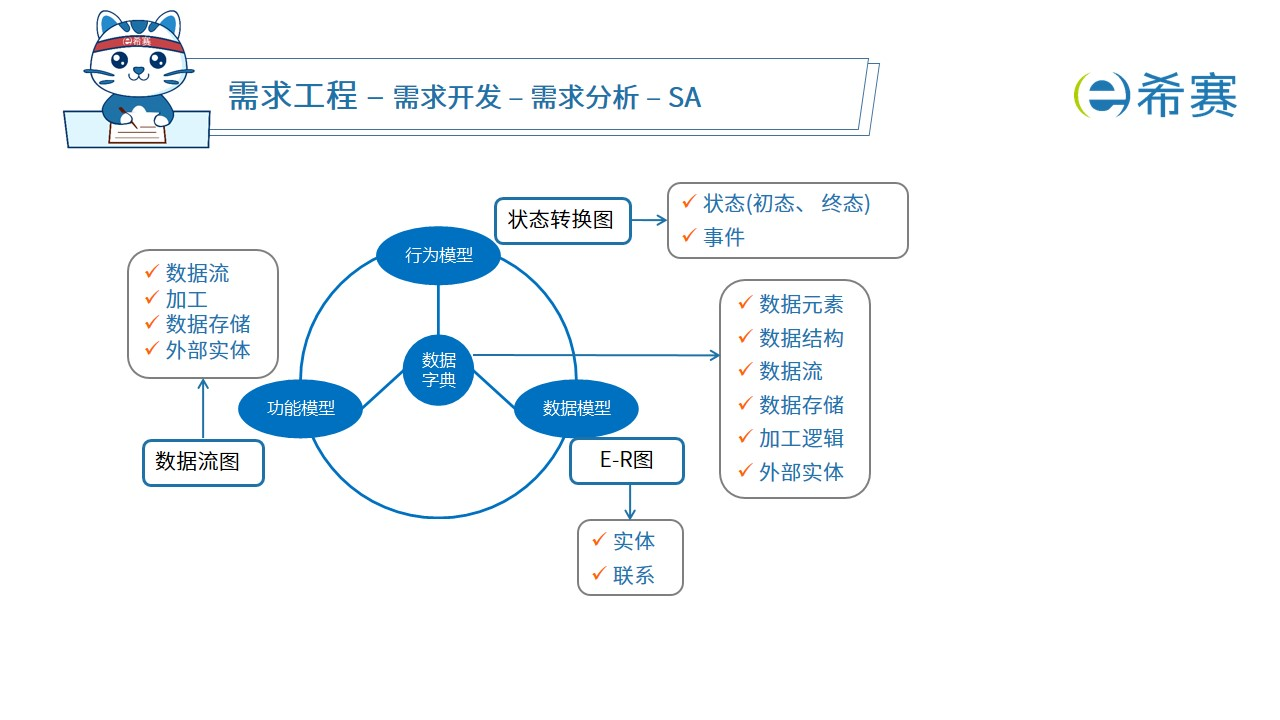 希赛
需求工程 – 需求开发 – 需求分析 – SA
希赛
状态转换图
状态(初态、 终态)
事件
行为模型
数据流
加工
数据存储
外部实体
数据
字典
功能模型
数据模型
数据元素
数据结构
数据流
数据存储
加工逻辑
外部实体
数据流图
E-R图
实体
联系